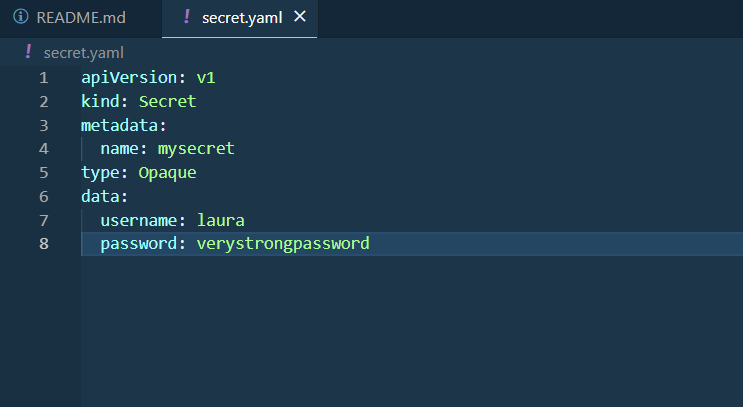 README.md
secret.yaml
secret.yaml
1 apiVersion: v1
2 kind: Secret
3 metadata:
4   name: mysecret
5 type: Opaque
6 data:
7   username: laura
8   password: verystrongpassword